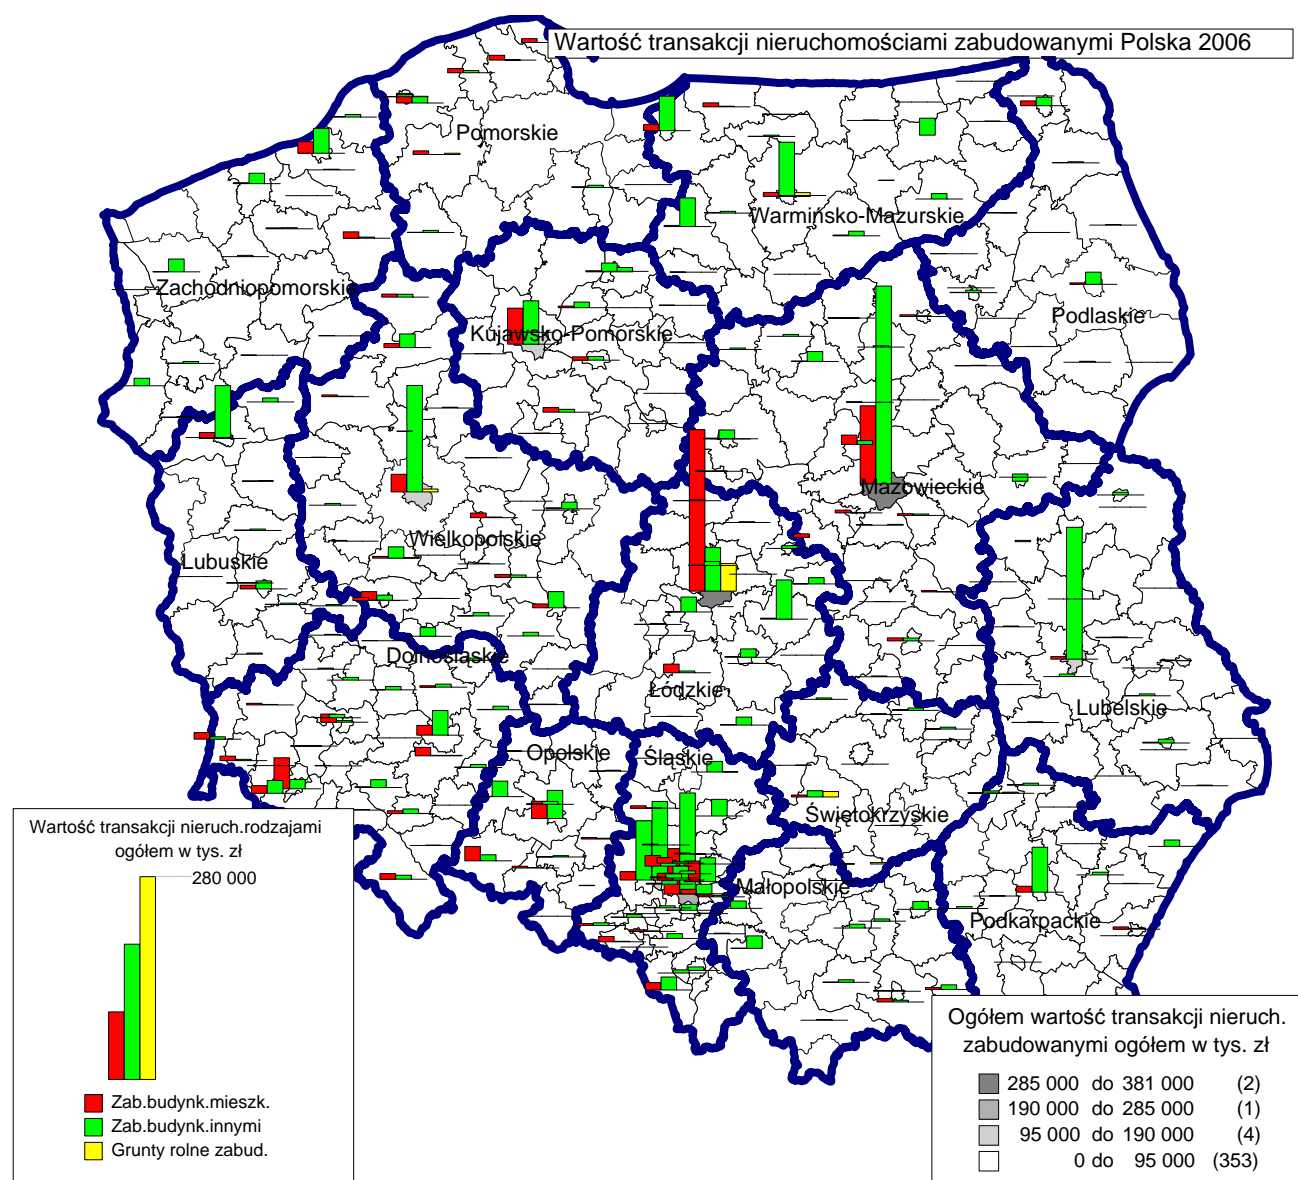 Wartość transakcji nieruchomościami zabudowanymi Polska 2006
Pomorskie
Warmińsko-Mazurskie
Zachodniopomorskie
Podlaskie
Kujawsko-Pomorskie
Mazowieckie
Wielkopolskie
Lubuskie
Dolnośląskie
Łódzkie
Lubelskie
Opolskie
Śląskie
Świętokrzyskie
Małopolskie
Podkarpackie
Wartość transakcji nieruch.rodzajami
ogółem w tys. zł
280 000
Zab.budynk.mieszk.
Zab.budynk.innymi
Grunty rolne zabud.
Ogółem wartość transakcji nieruch.
zabudowanymi ogółem w tys. zł
285 000 do 381 000 (2)
190 000 do 285 000 (1)
95 000 do 190 000 (4)
0 do 95 000 (353)